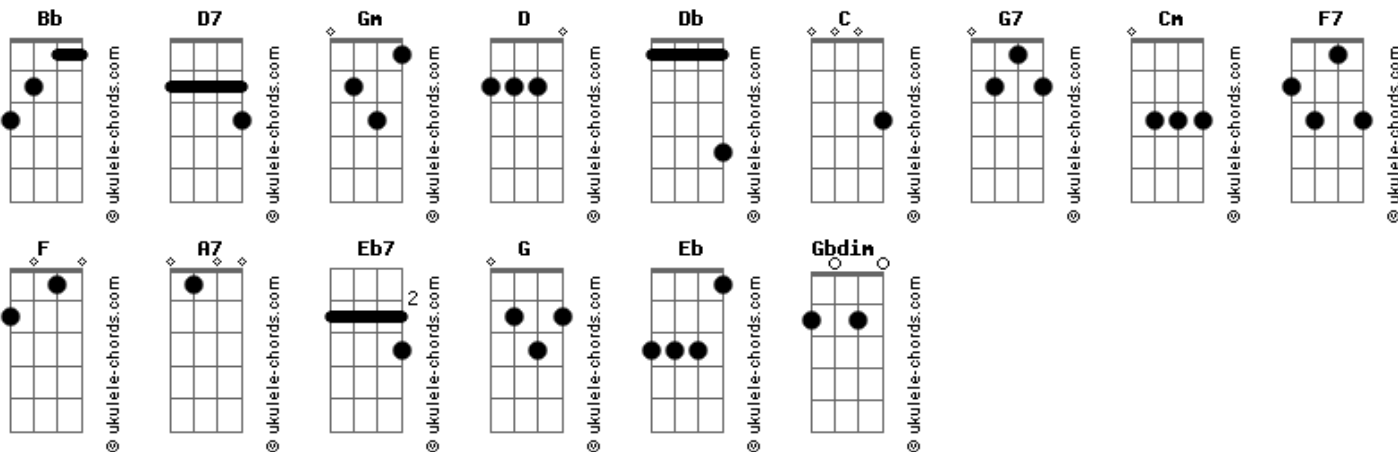 Bb D7 Gm D Db C G7 Cm F7
© ukulele-chords.com © ukulele-chords.com © ukulele-chords.com © ukulele-chords.com © ukulele-chords.com © ukulele-chords.com © ukulele-chords.com © ukulele-chords.com © ukulele-chords.com
F A7 Eb7 G Eb Gbdim
2
© ukulele-chords.com © ukulele-chords.com © ukulele-chords.com © ukulele-chords.com © ukulele-chords.com © ukulele-chords.com